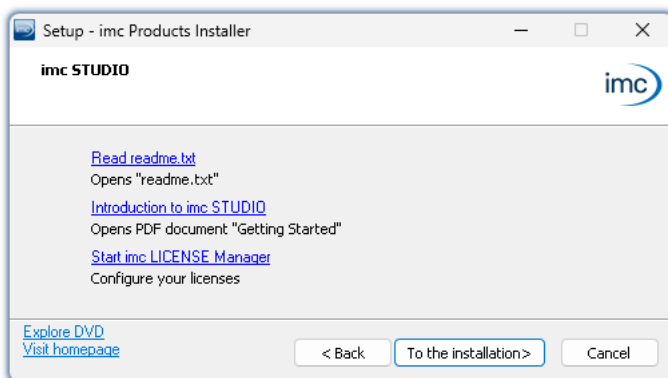 Setup - imc Products Installer
imc STUDIO
imc
Read readme.txt
Opens "readme.txt"
Introduction to imc STUDIO
Opens PDF document "Getting Started"
Start imc LICENSE Manager
Configure your licenses
Explore DVD
Visit homepage
< Back
To the installation>
Cancel